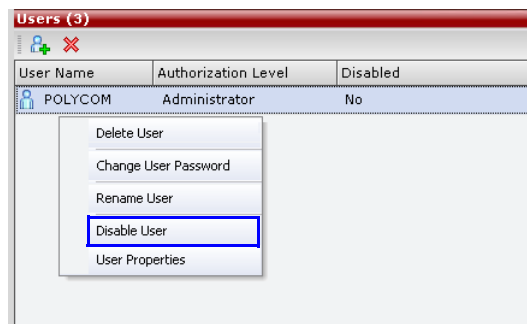 Users (3)
User Name Authorization Level Disabled
POLYCOM Administrator No
Delete User
Change User Password
Rename User
Disable User
User Properties